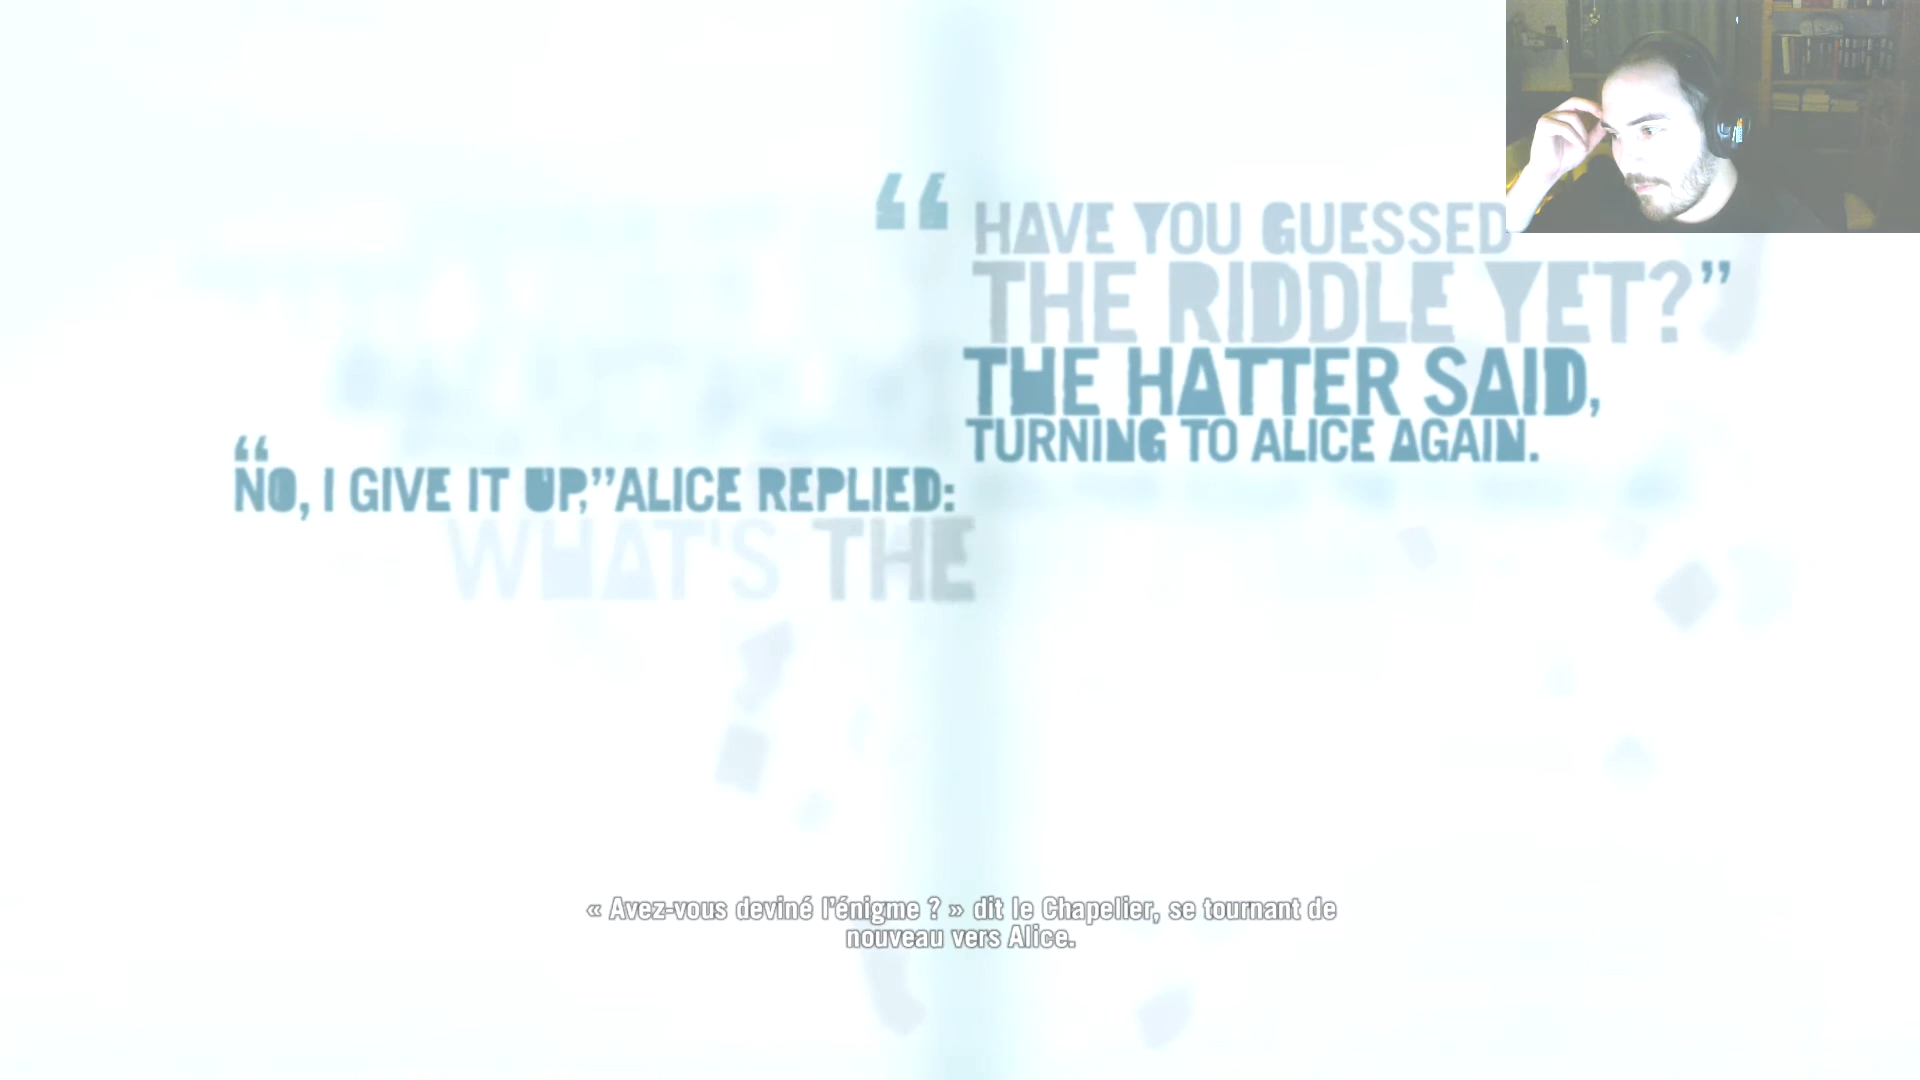 “ HAVE YOU GUESSED
THE RIDDLE YET?”
THE HATTER SAID,
TURNING TO ALICE AGAIN.
“NO, I GIVE IT UP,” ALICE REPLIED:
WHAT'S THE
« Avez-vous deviné l'énigme ? » dit le Chapelier, se tournant de
nouveau vers Alice.